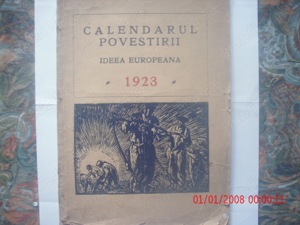 CALENDARUL
POVESTIRII
IDEEA EUROPEANA
• 1923 •
01/01/2008 00:00:11